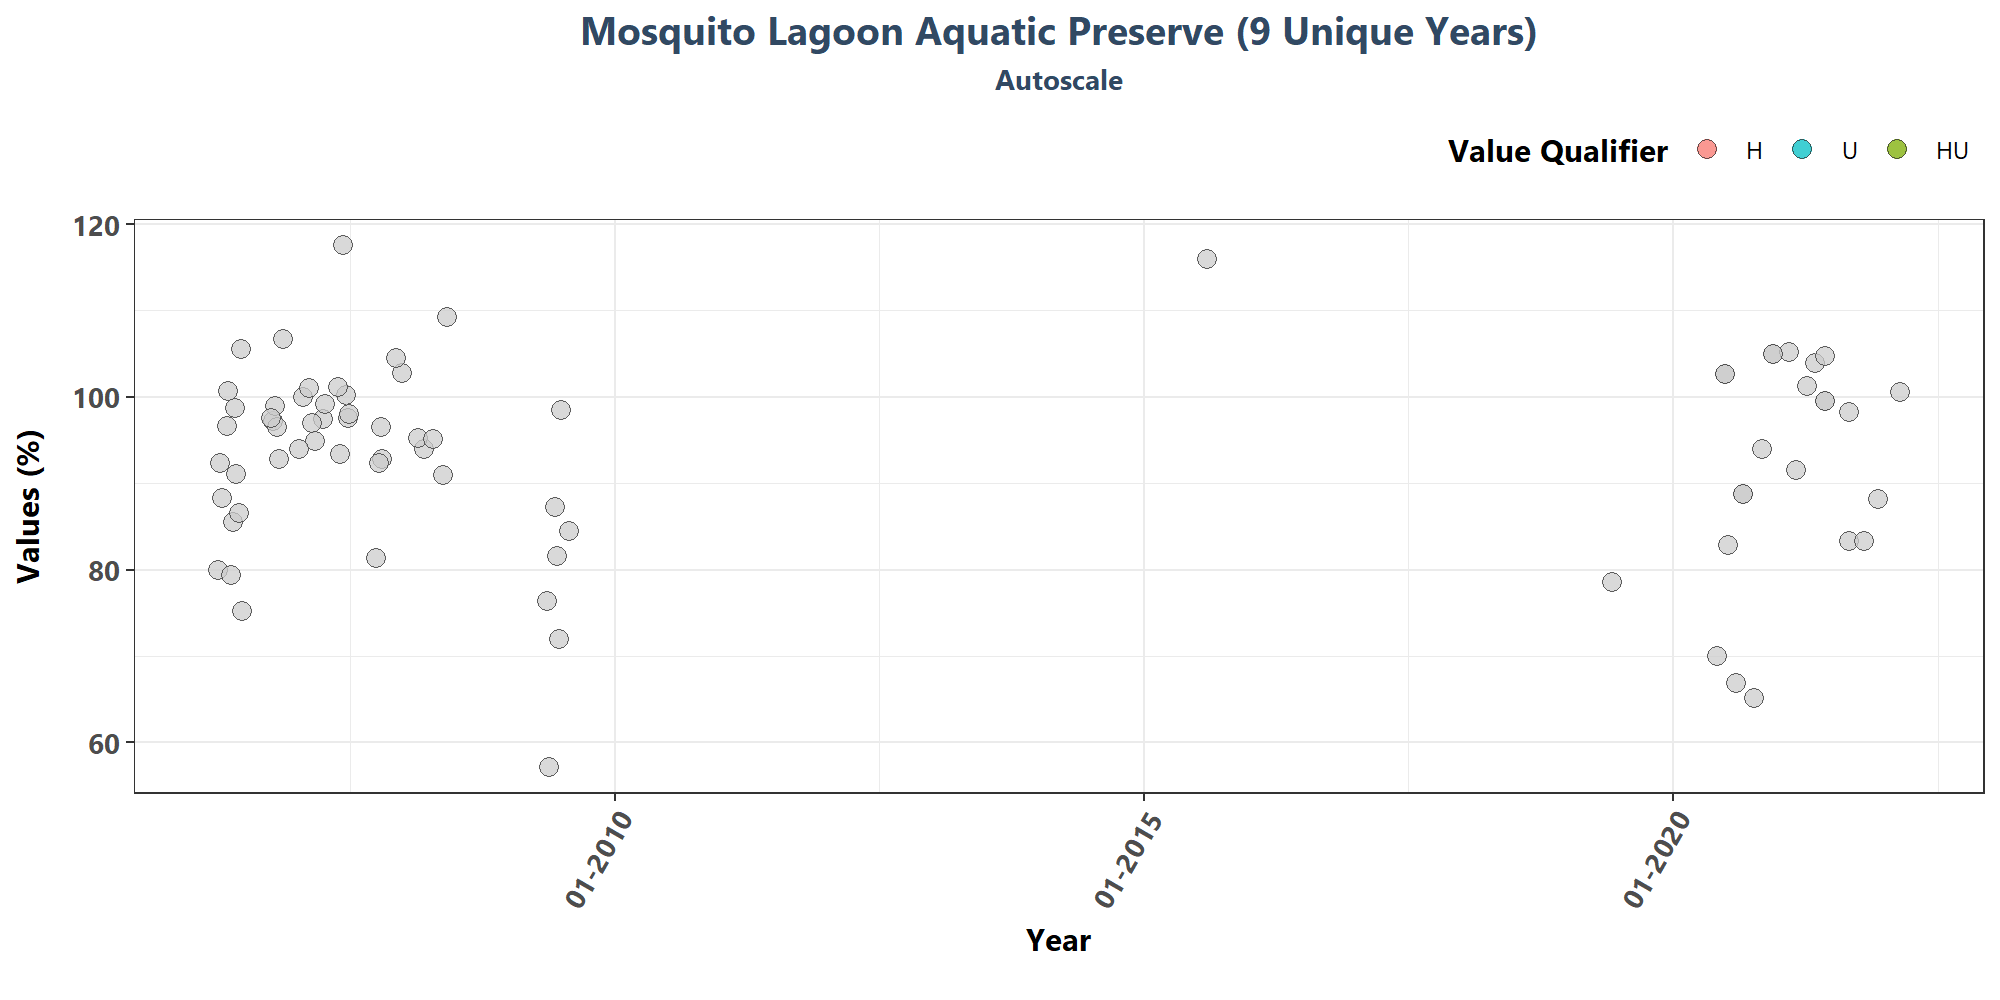 Mosquito Lagoon Aquatic Preserve (9 Unique Years)
Autoscale
Value Qualifier H U HU
120
100
80
60
Values (%)
01-2010 01-2015 01-2020
Year